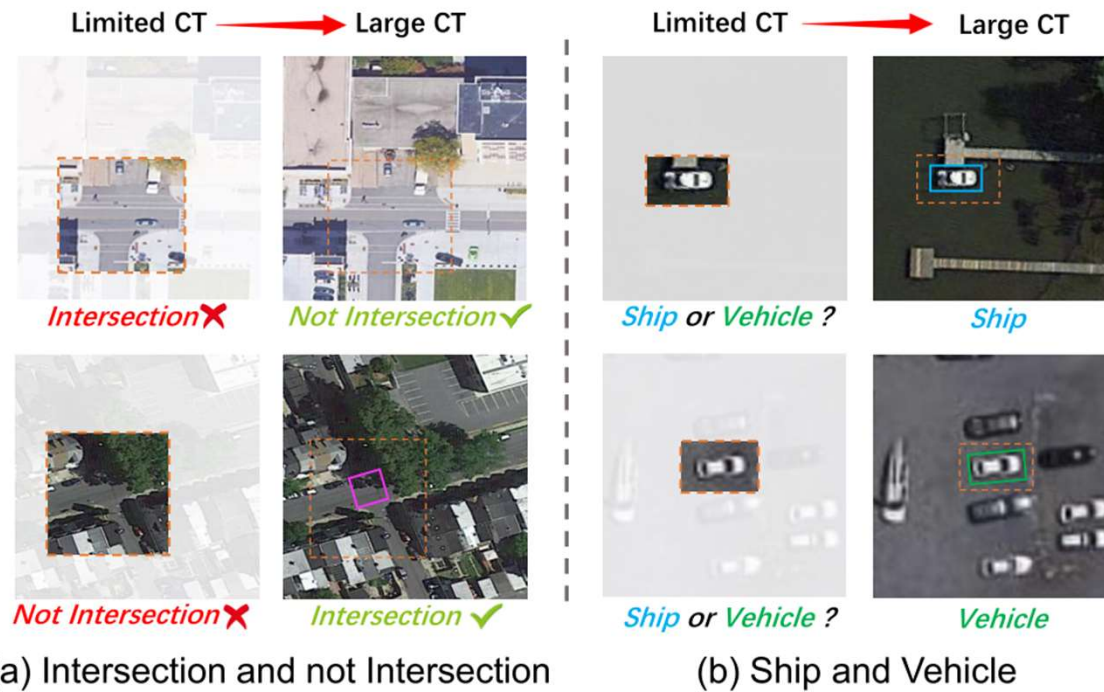 Limited CT Large CT
Intersection Not Intersection
Not Intersection Intersection
a) Intersection and not Intersection
Limited CT Large CT
Ship or Vehicle ? Ship
Ship or Vehicle ? Vehicle
(b) Ship and Vehicle